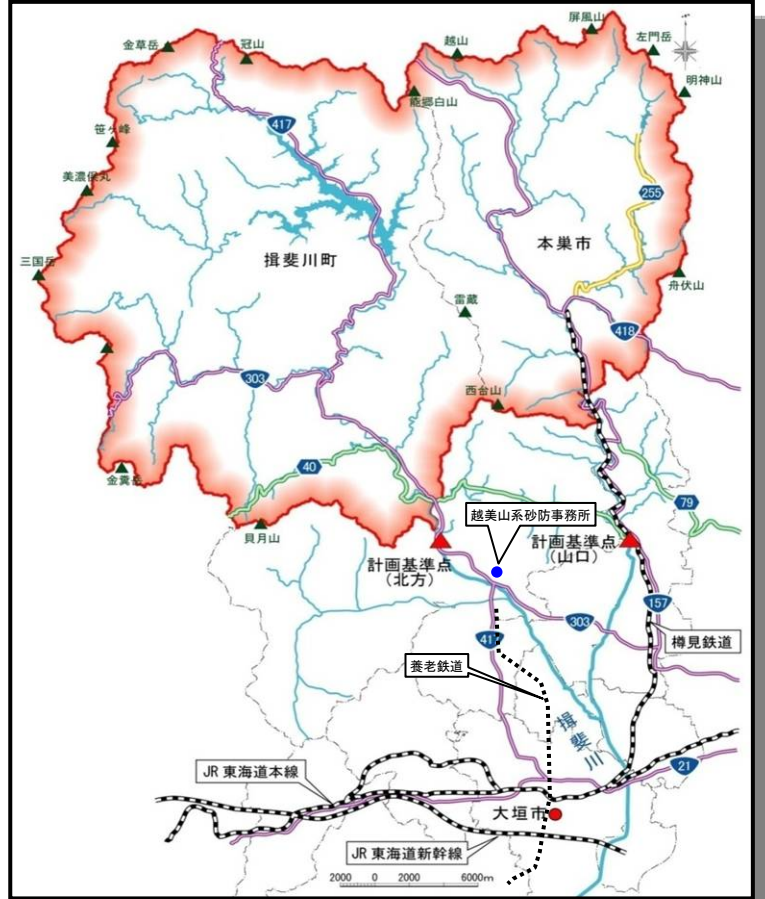 屏風山
金草岳
冠山
越山
左門岳
能郷白山
明神山
417
笹ヶ峰
美濃俣丸
255
本巣市
揖斐川町
三国岳
舟伏山
雷蔵
418
303
西台山
40
金糞岳
79
越美山系砂防事務所
貝月山
計画基準点
(北方)
計画基準点
(山口)
157
303
417
樽見鉄道
養老鉄道
揖斐川
21
JR東海道本線
大垣市
JR東海道新幹線
2000 0 2000 6000m